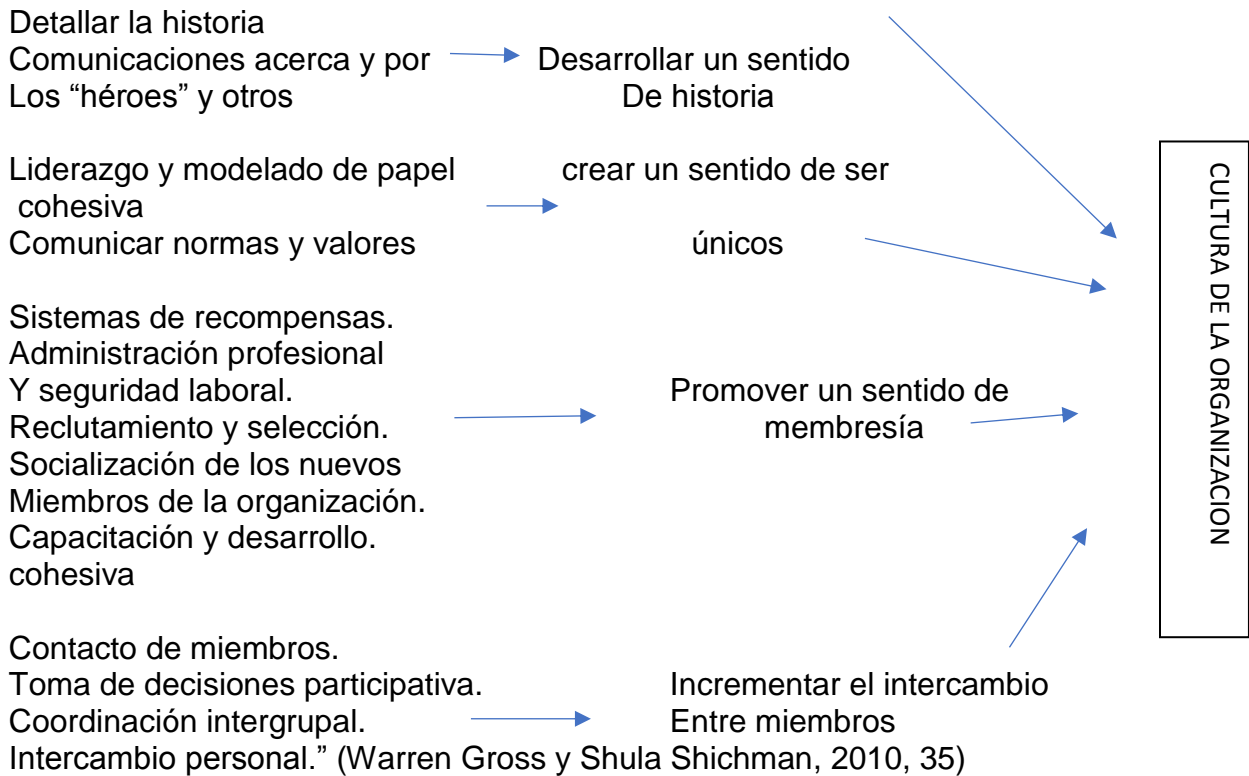 Detallar la historia
Comunicaciones acerca y por Desarrollar un sentido
Los “héroes” y otros De historia
Liderazgo y modelado de papel crear un sentido de ser
cohesiva
Comunicar normas y valores únicos
Sistemas de recompensas.
Administración profesional
Y seguridad laboral. Promover un sentido de
Reclutamiento y selección. membresía
Socialización de los nuevos
Miembros de la organización.
Capacitación y desarrollo.
cohesiva
Contacto de miembros.
Toma de decisiones participativa. Incrementar el intercambio
Coordinación intergrupal. Entre miembros
Intercambio personal.” (Warren Gross y Shula Shichman, 2010, 35)
CULTURA DE LA ORGANIZACION